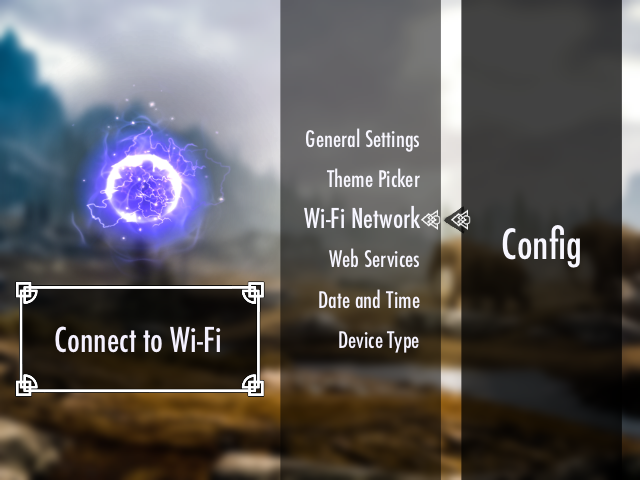 General Settings
Theme Picker
Wi-Fi Network
Web Services
Date and Time
Device Type
Config
Connect to Wi-Fi